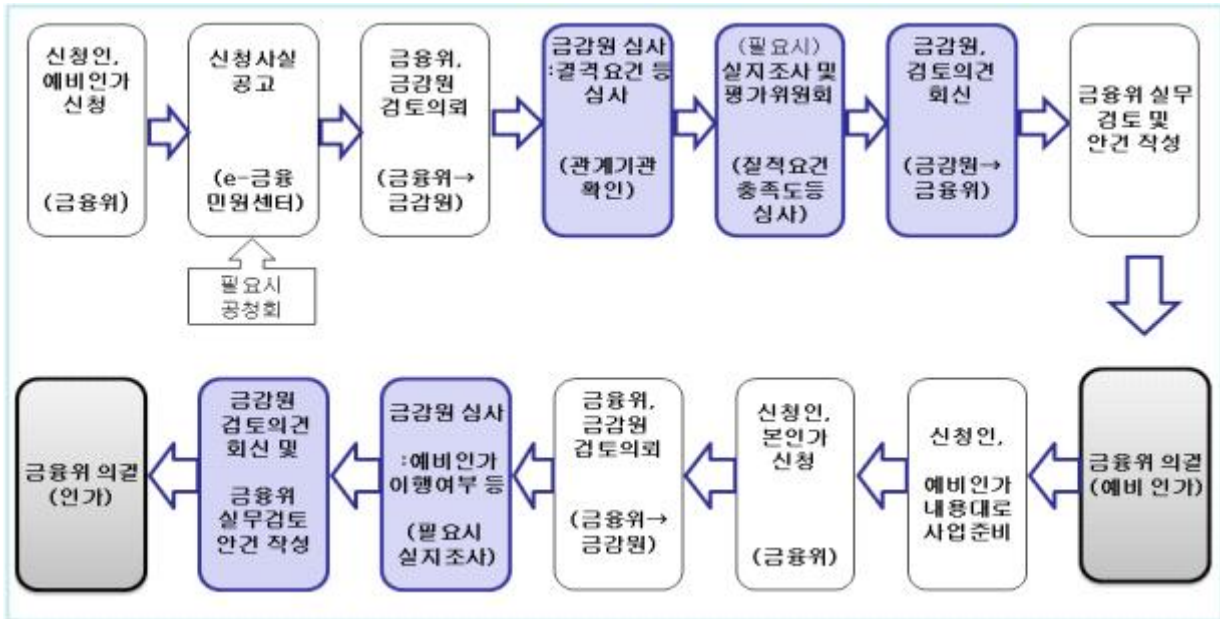 신청인,
예비인가
신청
(금융위)
신청사실
공고
(e-금융
민원센터)
필요시
공청회
금융위,
금감원
검토의뢰
(금융위→
금감원)
금감원 심사
:결격요건 등
심사
(관계기관
확인)
(필요시)
실지조사 및
평가위원회
(질적요건
충족도등
심사)
금감원,
검토의견
회신
(금감원→
금융위)
금융위 실무
검토 및
안건 작성
금융위 의결
(예비 인가)
신청인,
예비인가
내용대로
사업준비
신청인,
본인가
신청
(금융위)
금융위,
금감원
검토의뢰
(금융위→
금감원)
금감원 심사
:예비인가
이행여부 등
(필요시
실지조사)
금감원
검토의견
회신 및
금융위
실무검토
안건 작성
금융위 의결
(인가)